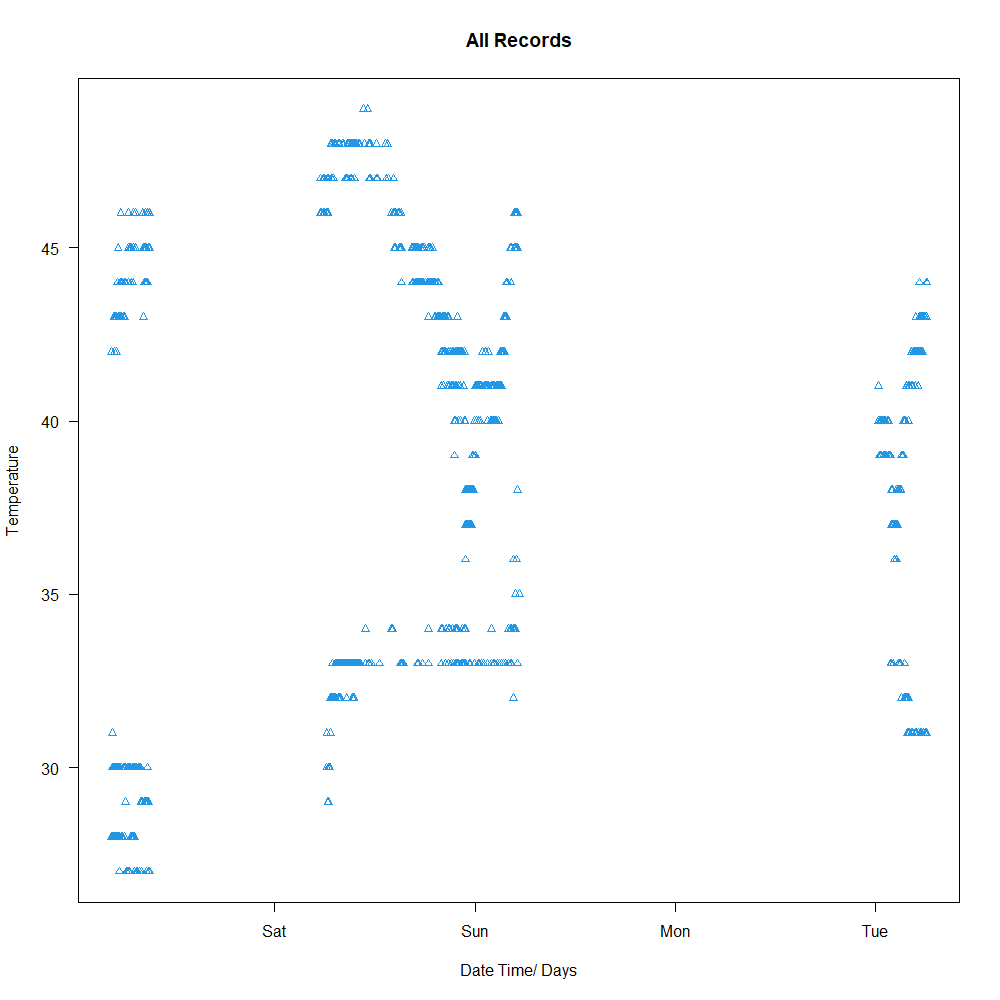 All Records
Temperature
45
40
35
30
Sat Sun Mon Tue
Date Time/ Days